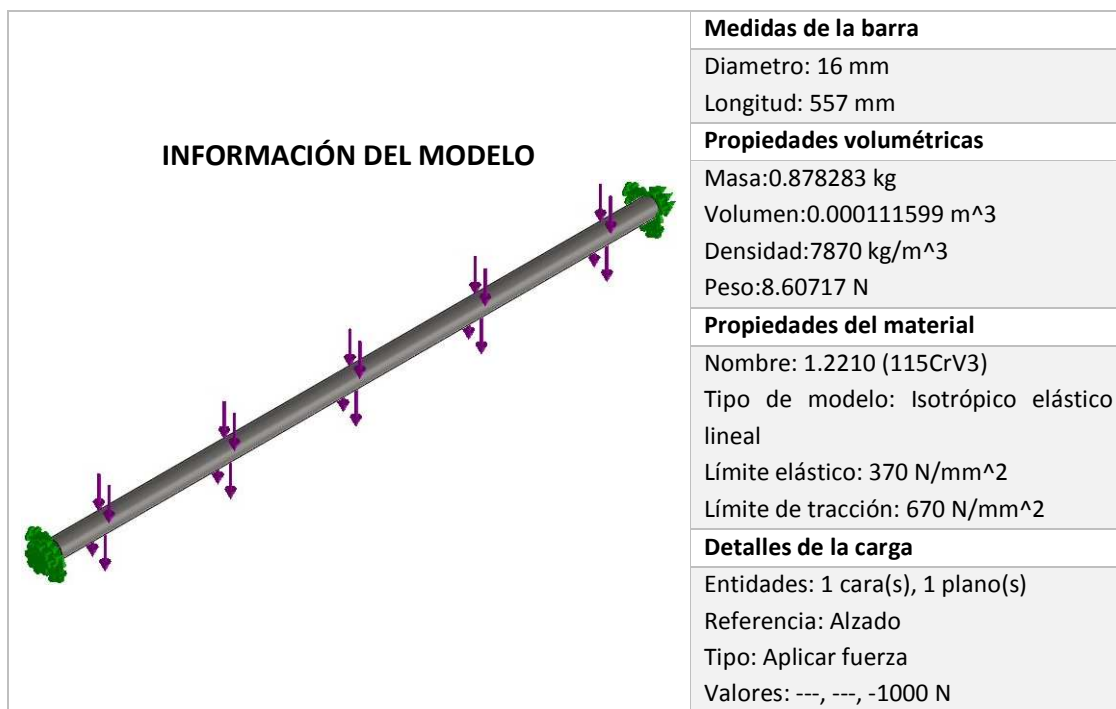 INFORMACIÓN DEL MODELO
Medidas de la barra
Diametro: 16 mm
Longitud: 557 mm
Propiedades volumétricas
Masa:0.878283 kg
Volumen:0.000111599 m^3
Densidad:7870 kg/m^3
Peso:8.60717 N
Propiedades del material
Nombre: 1.2210 (115CrV3)
Tipo de modelo: Isotrópico elástico
lineal
Límite elástico: 370 N/mm^2
Límite de tracción: 670 N/mm^2
Detalles de la carga
Entidades: 1 cara(s), 1 plano(s)
Referencia: Alzado
Tipo: Aplicar fuerza
Valores: ---, ---, -1000 N